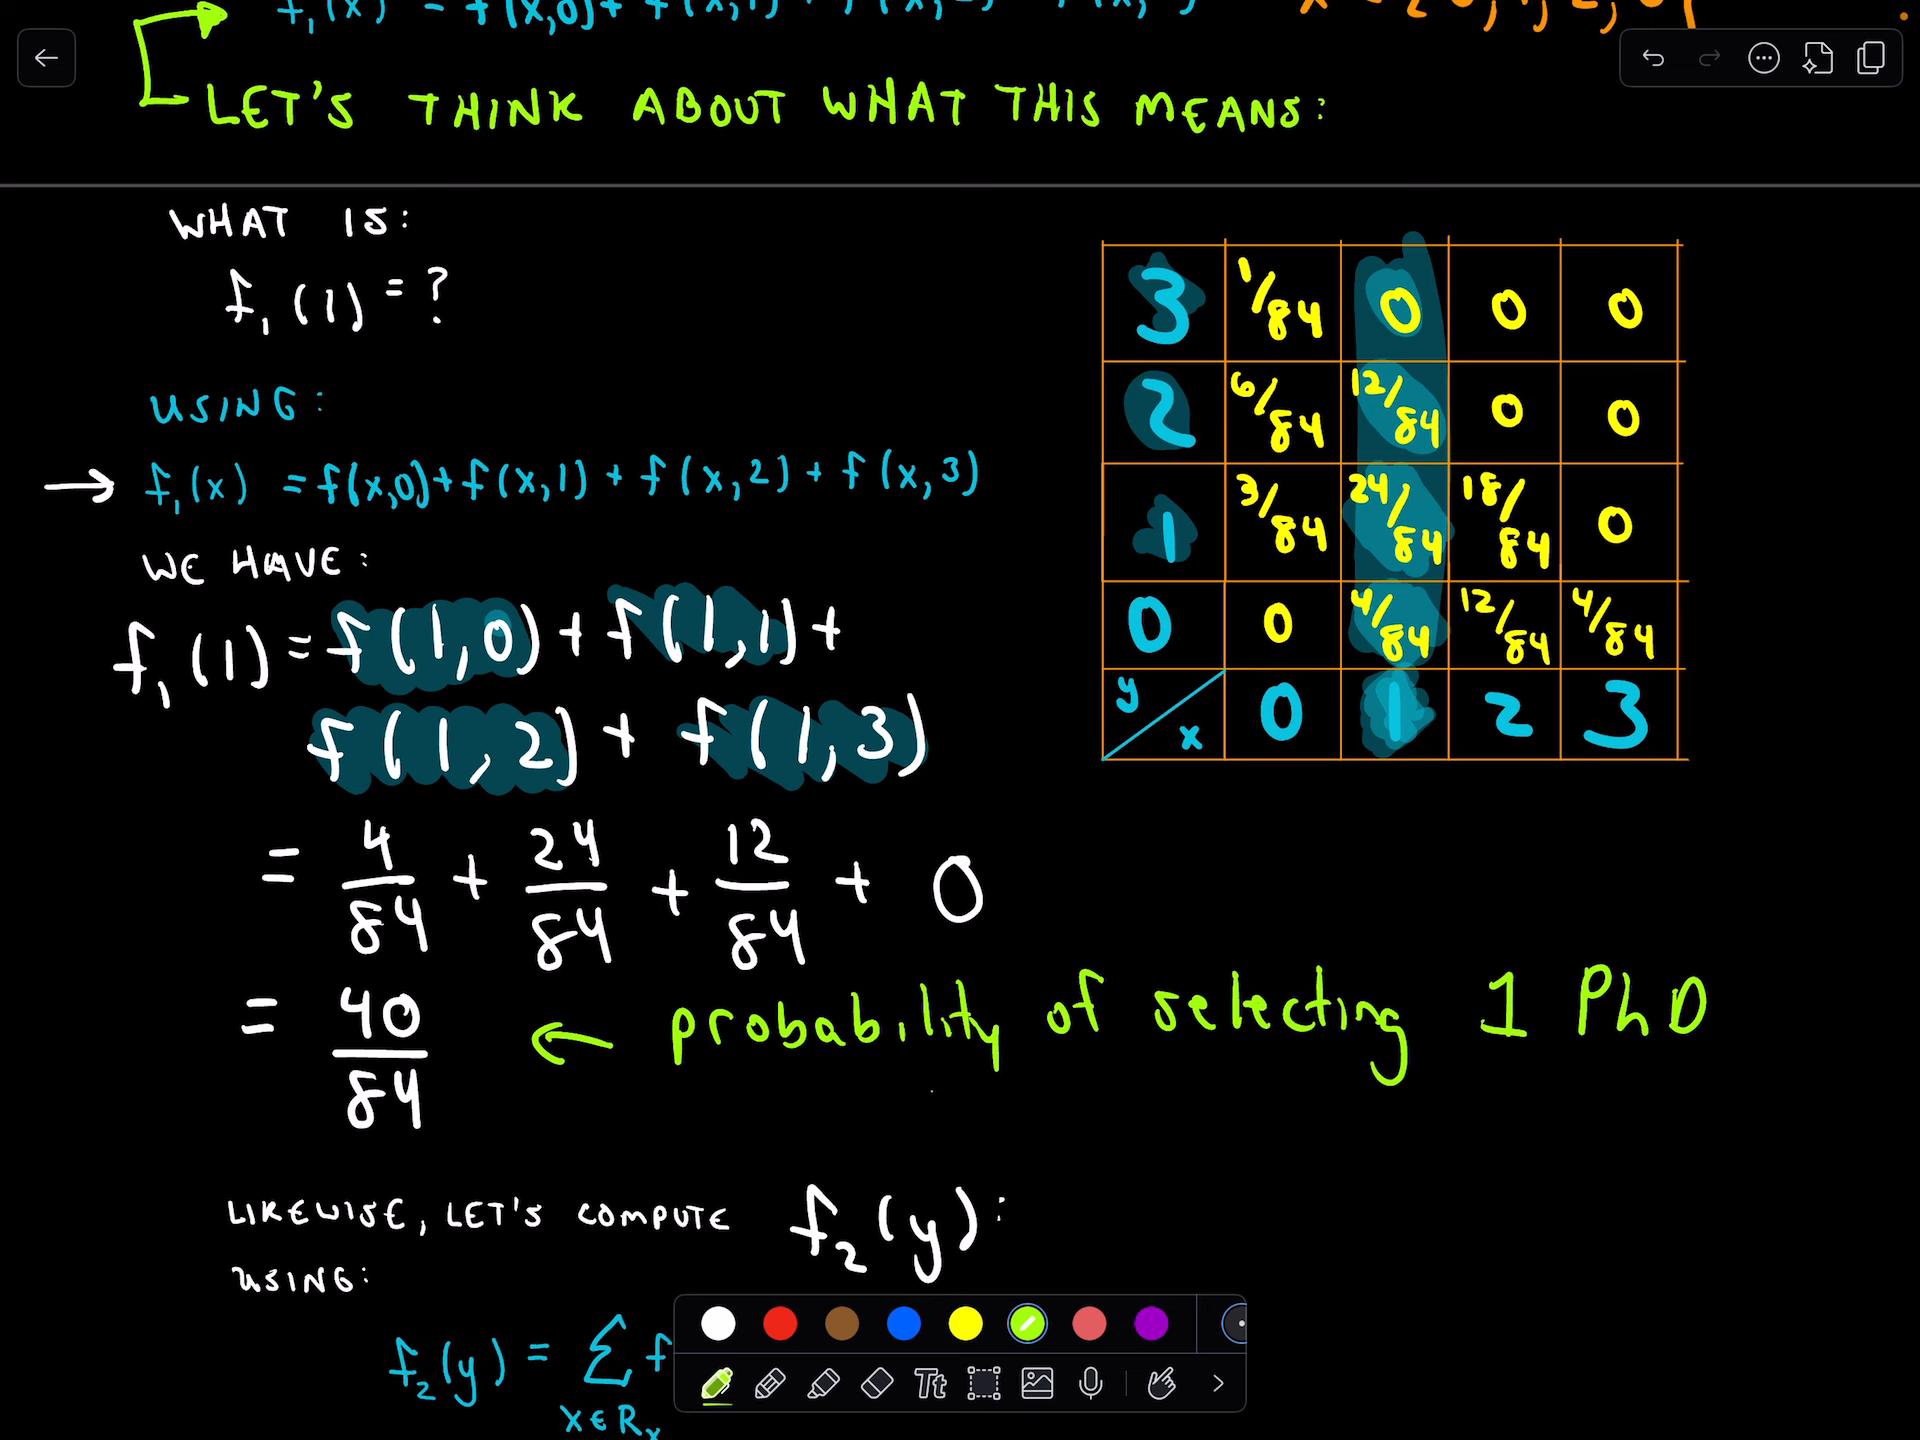 f₁(x) = f(x,0) +
LET'S THINK ABOUT WHAT THIS MEANS:
WHAT IS:
f₁(1) = ?
USING:
→ f₁(x) = f(x,0) + f(x,1) + f(x,2) + f(x,3)
WE HAVE:
f₁(1) = f(1,0) + f(1,1) +
f(1,2) + f(1,3)
= 4/84 + 24/84 + 12/84 + 0
= 40/84 ← probability of selecting 1 PhD
3 1/84 0 0 0
2 6/84 12/84 0 0
1 3/84 24/84 18/84 0
0 0 4/84 12/84 4/84
y/x 0 1 2 3
LIKEWISE, LET'S COMPUTE f₂(y):
USING:
f₂(y) = Σ f
x∈Rₓ
Tt